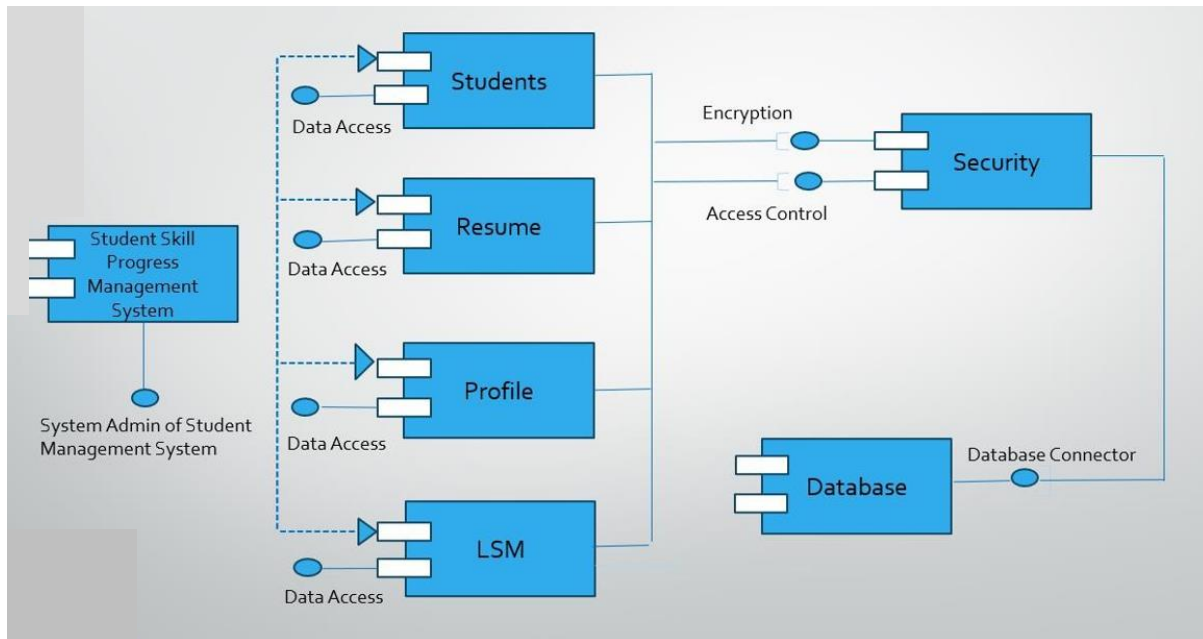 Students
Data Access
Encryption
Security
Access Control
Resume
Data Access
Student Skill
Progress
Management
System
Profile
Data Access
System Admin of Student
Management System
Database Connector
Database
LSM
Data Access